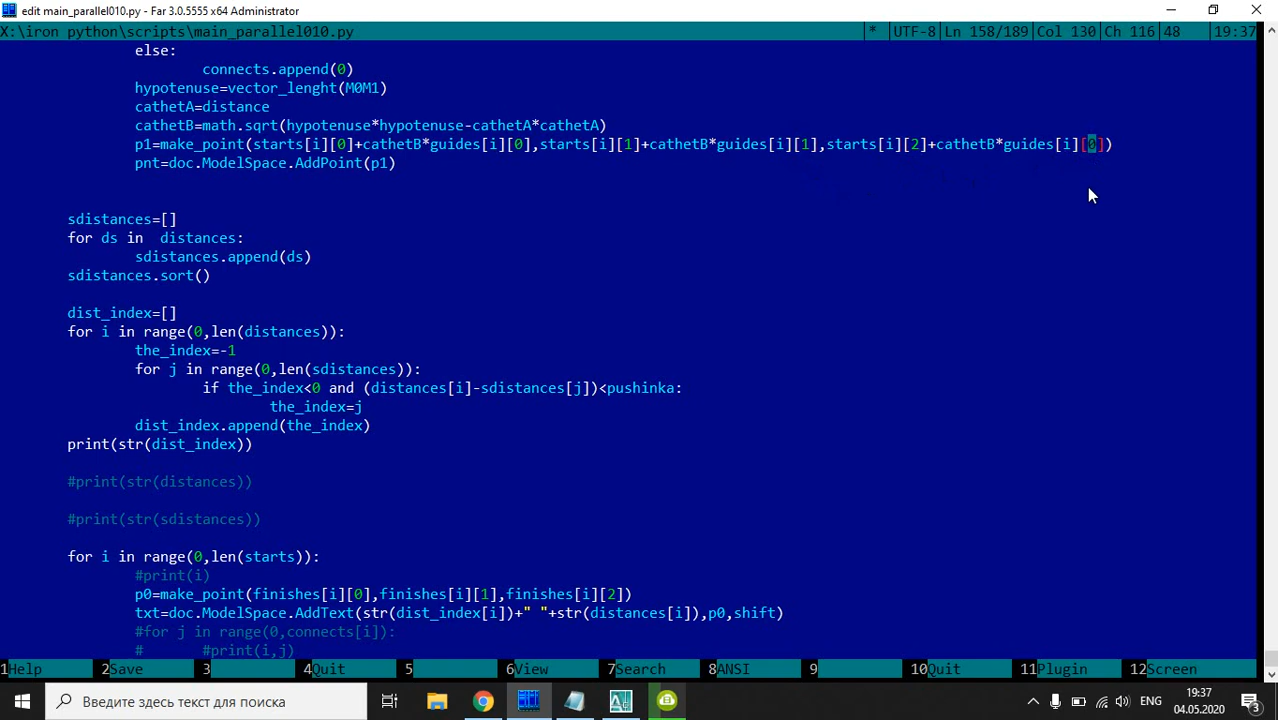 edit main_parallel010.py - Far 3.0.5555 x64 Administrator
X:\iron python\scripts\main_parallel010.py * UTF-8 Ln 158/189 Col 130 Ch 116 48 19:37
else:
connects.append(0)
hypotenuse=vector_lenght(M0M1)
cathetA=distance
cathetB=math.sqrt(hypotenuse*hypotenuse-cathetA*cathetA)
p1=make_point(starts[i][0]+cathetB*guides[i][0],starts[i][1]+cathetB*guides[i][1],starts[i][2]+cathetB*guides[i][0])
pnt=doc.ModelSpace.AddPoint(p1)
sdistances=[]
for ds in  distances:
sdistances.append(ds)
sdistances.sort()
dist_index=[]
for i in range(0,len(distances)):
the_index=-1
for j in range(0,len(sdistances)):
if the_index<0 and (distances[i]-sdistances[j])<pushinka:
the_index=j
dist_index.append(the_index)
print(str(dist_index))
#print(str(distances))
#print(str(sdistances))
for i in range(0,len(starts)):
#print(i)
p0=make_point(finishes[i][0],finishes[i][1],finishes[i][2])
txt=doc.ModelSpace.AddText(str(dist_index[i])+" "+str(distances[i]),p0,shift)
#for j in range(0,connects[i]):
# #print(i,j)
1Help 2Save 3 4Quit 5 6View 7Search 8ANSI 9 10Quit 11Plugin 12Screen
Введите здесь текст для поиска ENG 19:37
04.05.2020 3